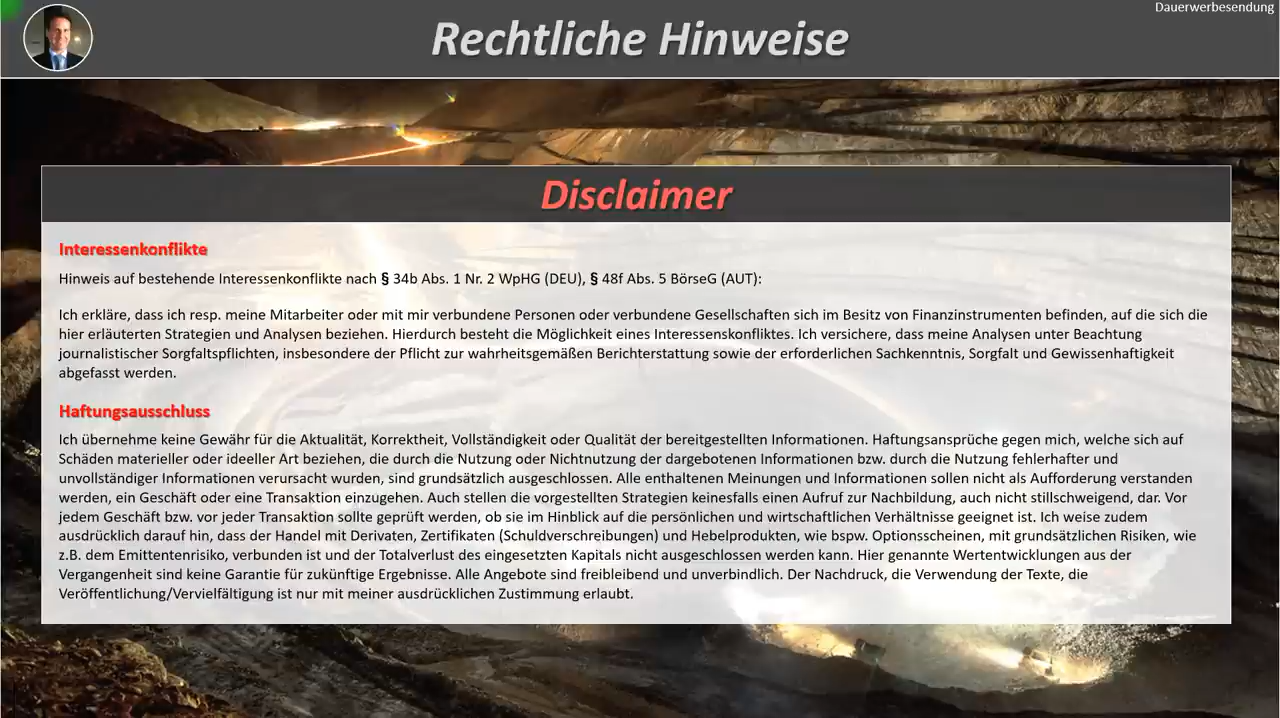 Dauerwerbesendung
Rechtliche Hinweise
Disclaimer
Interessenkonflikte
Hinweis auf bestehende Interessenkonflikte nach § 34b Abs. 1 Nr. 2 WpHG (DEU), § 48f Abs. 5 BörseG (AUT):
Ich erkläre, dass ich resp. meine Mitarbeiter oder mit mir verbundene Personen oder verbundene Gesellschaften sich im Besitz von Finanzinstrumenten befinden, auf die sich die
hier erläuterten Strategien und Analysen beziehen. Hierdurch besteht die Möglichkeit eines Interessenskonfliktes. Ich versichere, dass meine Analysen unter Beachtung
journalistischer Sorgfaltspflichten, insbesondere der Pflicht zur wahrheitsgemäßen Berichterstattung sowie der erforderlichen Sachkenntnis, Sorgfalt und Gewissenhaftigkeit
abgefasst werden.
Haftungsausschluss
Ich übernehme keine Gewähr für die Aktualität, Korrektheit, Vollständigkeit oder Qualität der bereitgestellten Informationen. Haftungsansprüche gegen mich, welche sich auf
Schäden materieller oder ideeller Art beziehen, die durch die Nutzung oder Nichtnutzung der dargebotenen Informationen bzw. durch die Nutzung fehlerhafter und
unvollständiger Informationen verursacht wurden, sind grundsätzlich ausgeschlossen. Alle enthaltenen Meinungen und Informationen sollen nicht als Aufforderung verstanden
werden, ein Geschäft oder eine Transaktion einzugehen. Auch stellen die vorgestellten Strategien keinesfalls einen Aufruf zur Nachbildung, auch nicht stillschweigend, dar. Vor
jedem Geschäft bzw. vor jeder Transaktion sollte geprüft werden, ob sie im Hinblick auf die persönlichen und wirtschaftlichen Verhältnisse geeignet ist. Ich weise zudem
ausdrücklich darauf hin, dass der Handel mit Derivaten, Zertifikaten (Schuldverschreibungen) und Hebelprodukten, wie bspw. Optionsscheinen, mit grundsätzlichen Risiken, wie
z.B. dem Emittentenrisiko, verbunden ist und der Totalverlust des eingesetzten Kapitals nicht ausgeschlossen werden kann. Hier genannte Wertentwicklungen aus der
Vergangenheit sind keine Garantie für zukünftige Ergebnisse. Alle Angebote sind freibleibend und unverbindlich. Der Nachdruck, die Verwendung der Texte, die
Veröffentlichung/Vervielfältigung ist nur mit meiner ausdrücklichen Zustimmung erlaubt.